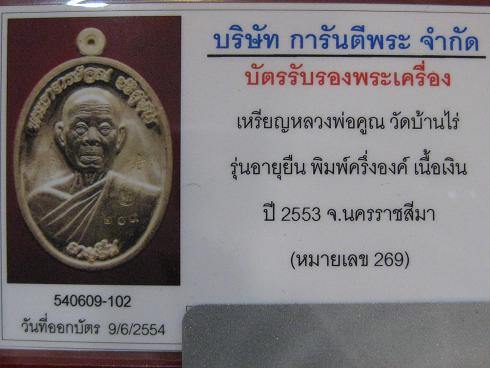 บริษัท การันตีพระ จำกัด
บัตรรับรองพระเครื่อง
เหรียญหลวงพ่อคูณ วัดบ้านไร่
รุ่นอายุยืน พิมพ์ครึ่งองค์ เนื้อเงิน
ปี 2553 จ.นครราชสีมา
(หมายเลข 269)
540609-102
วันที่ออกบัตร 9/6/2554